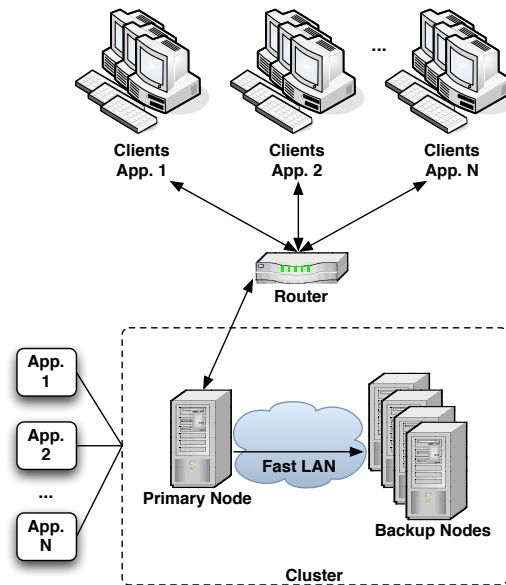 ...
Clients
App. 1
Clients
App. 2
Clients
App. N
Router
App.
1
App.
2
...
App.
N
Primary Node
Fast LAN
Backup Nodes
Cluster